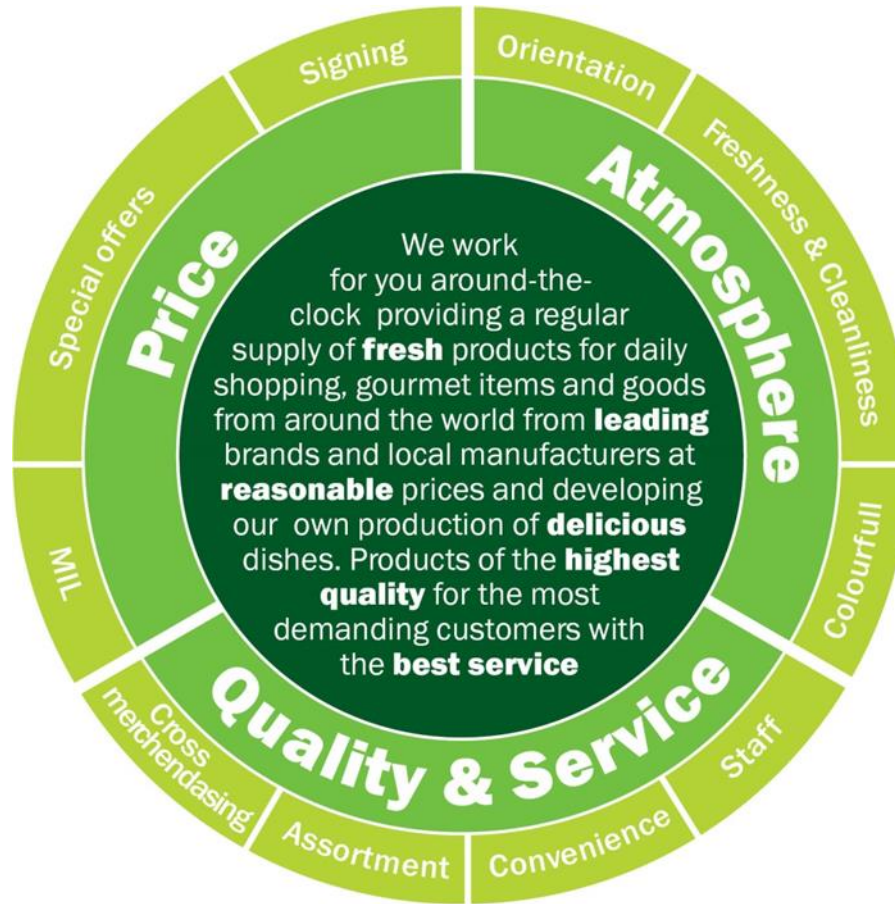 Signing
Orientation
Special offers
Freshness & Cleanliness
Price
Atmosphere
We work
for you around-the-
clock providing a regular
supply of fresh products for daily
shopping, gourmet items and goods
from around the world from leading
brands and local manufacturers at
reasonable prices and developing
our own production of delicious
dishes. Products of the highest
quality for the most
demanding customers with
the best service
MIL
Colourfull
Quality & Service
Cross
merchendasing
Assortment
Convenience
Staff